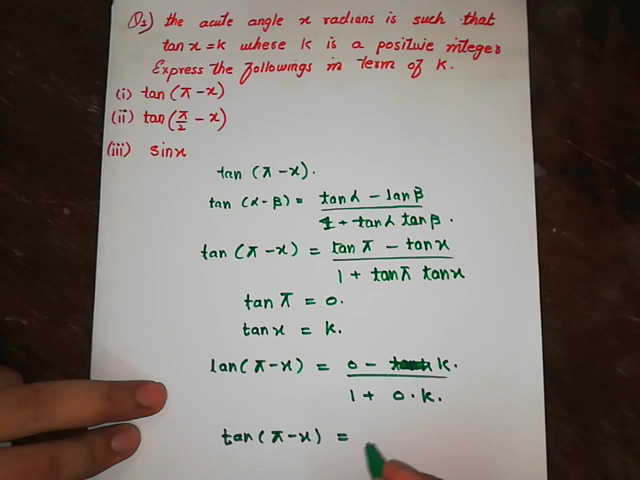 Q2) the acute angle x radians is such that
tan x = k where k is a positive integer
Express the followings in term of k.
(i) tan (π - x)
(ii) tan (π/2 - x)
(iii) sinx
tan (π - x).
tan (α - β) = tan α - tan β / 1 + tan α tan β.
tan (π - x) = tan π - tan x / 1 + tan π tan x
tan π = 0.
tan x = k.
tan (π - x) = 0 - k. / 1 + 0 · k.
tan (π - x) =